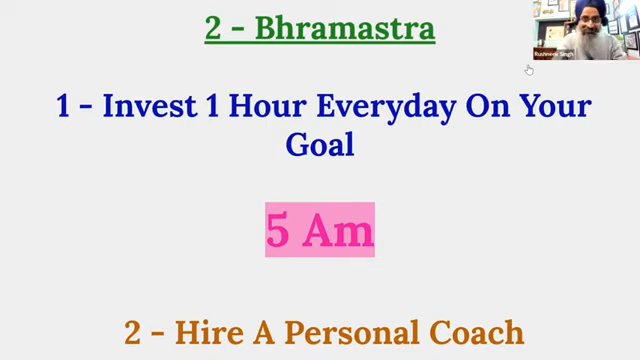 2 - Bhramastra
Rushneek Singh
1 - Invest 1 Hour Everyday On Your
Goal
5 Am
2 - Hire A Personal Coach